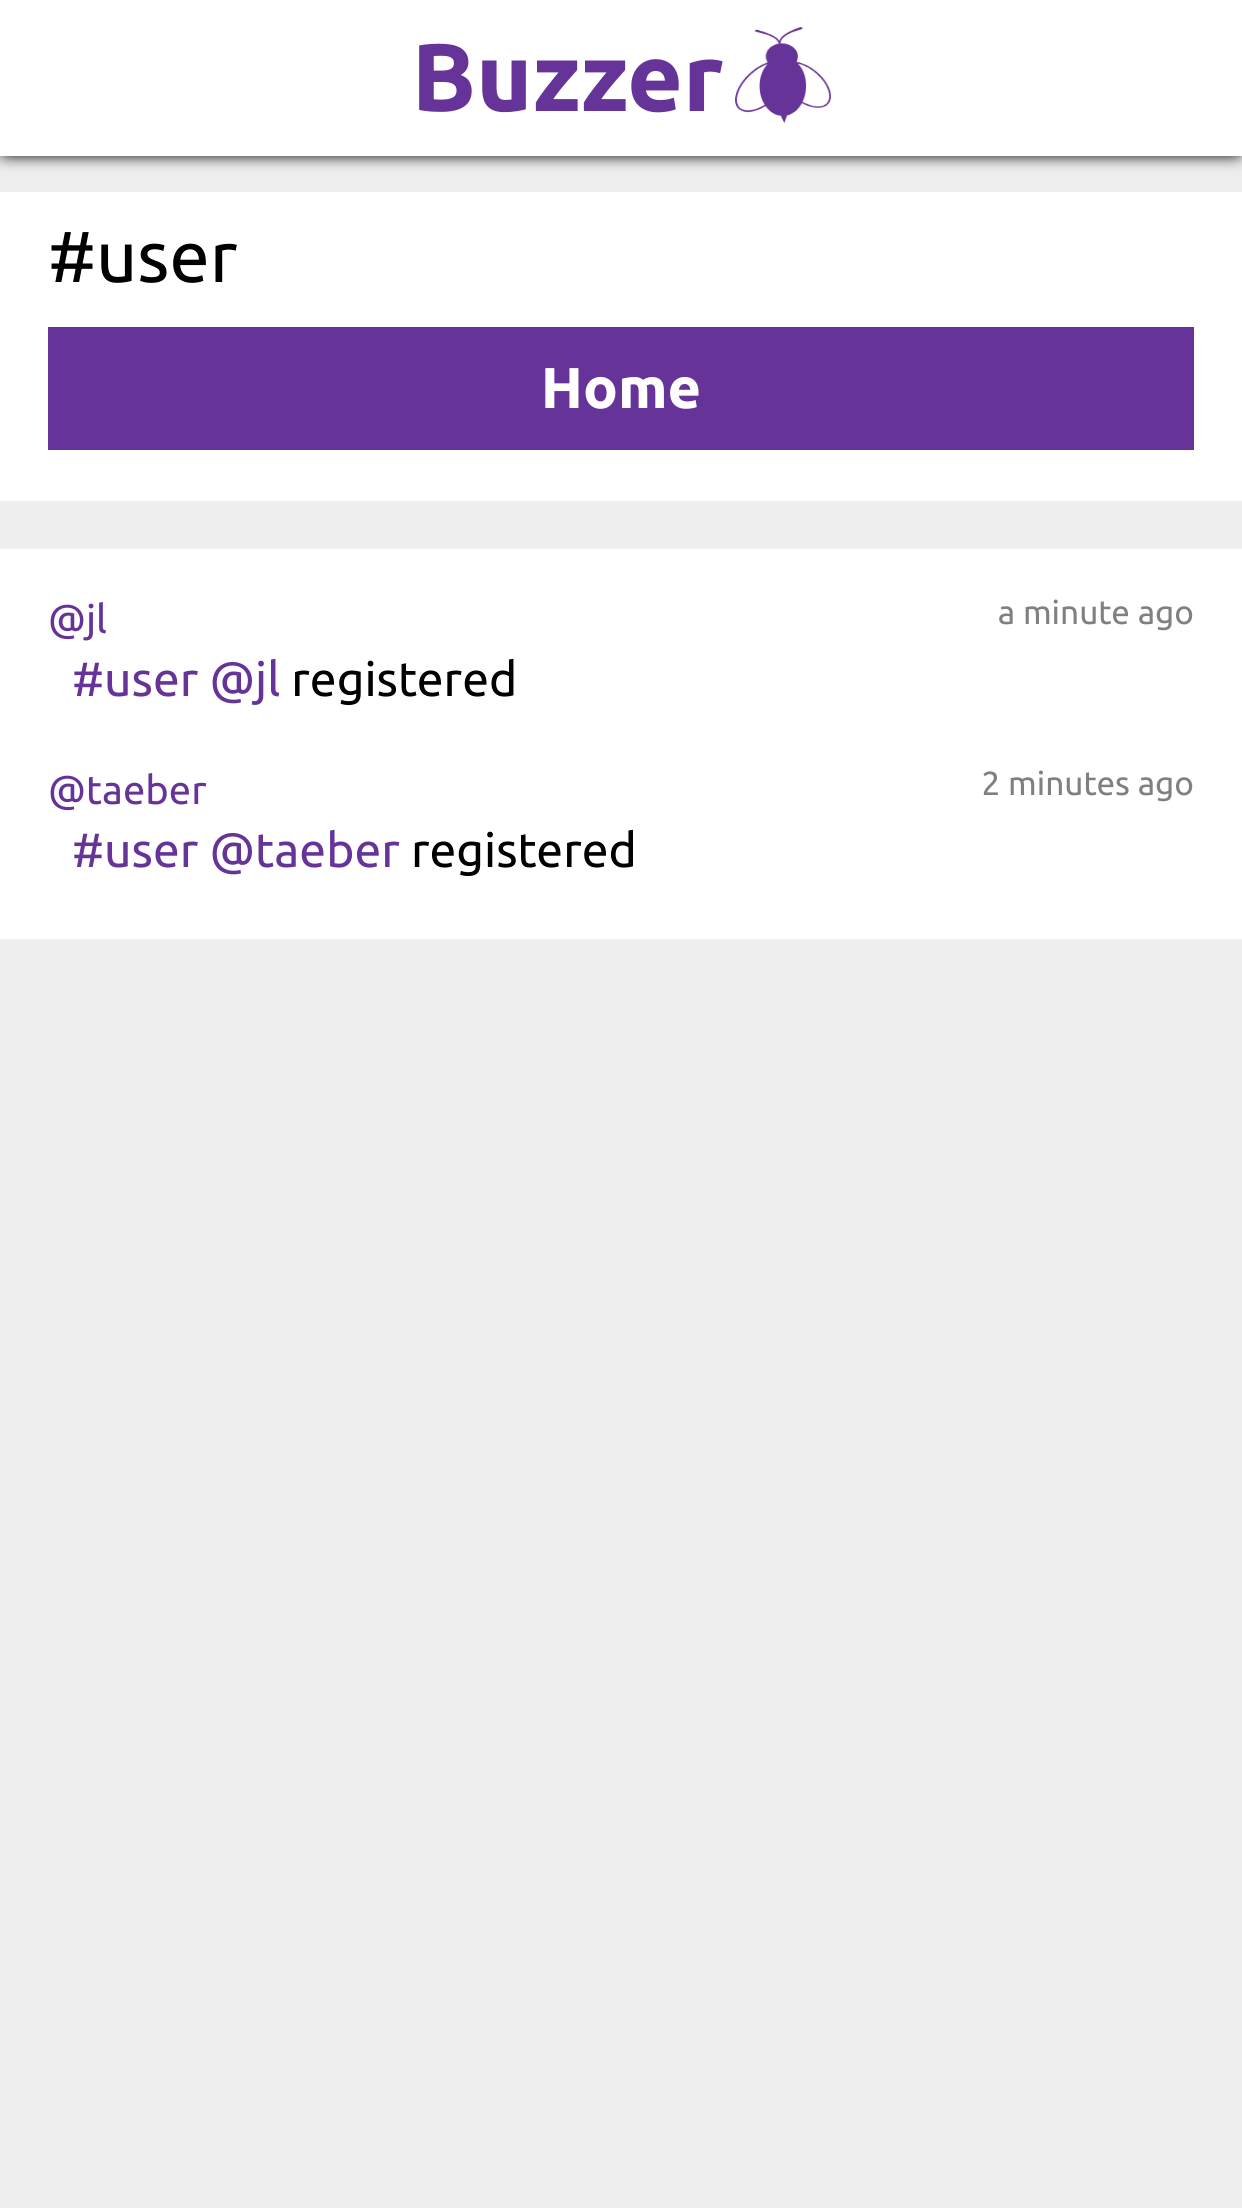 Buzzer
#user
Home
@jl
a minute ago
#user @jl registered
@taeber
2 minutes ago
#user @taeber registered